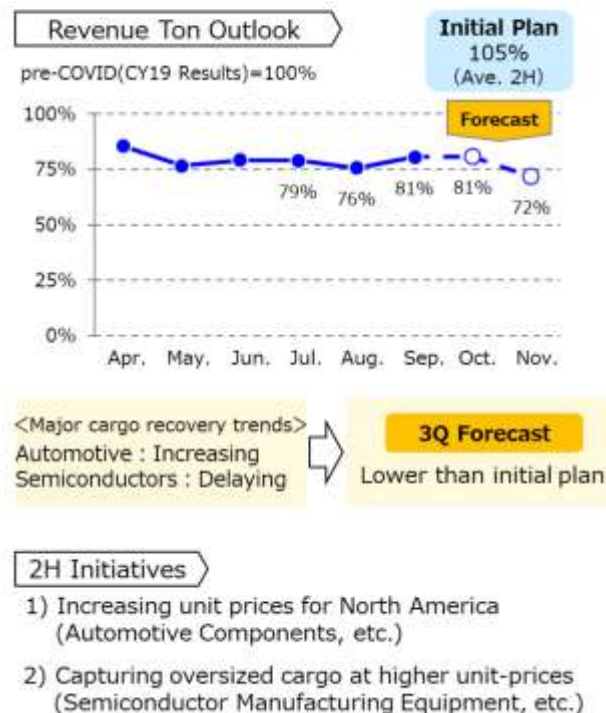 Revenue Ton Outlook
Initial Plan
105%
(Ave. 2H)
pre-COVID(CY19 Results)=100%
Forecast
100%
75%
50%
25%
0%
79%
76%
81%
81%
72%
Apr.
May.
Jun.
Jul.
Aug.
Sep.
Oct.
Nov.
<Major cargo recovery trends>
Automotive : Increasing
Semiconductors : Delaying
3Q Forecast
Lower than initial plan
2H Initiatives
1) Increasing unit prices for North America
(Automotive Components, etc.)
2) Capturing oversized cargo at higher unit-prices
(Semiconductor Manufacturing Equipment, etc.)